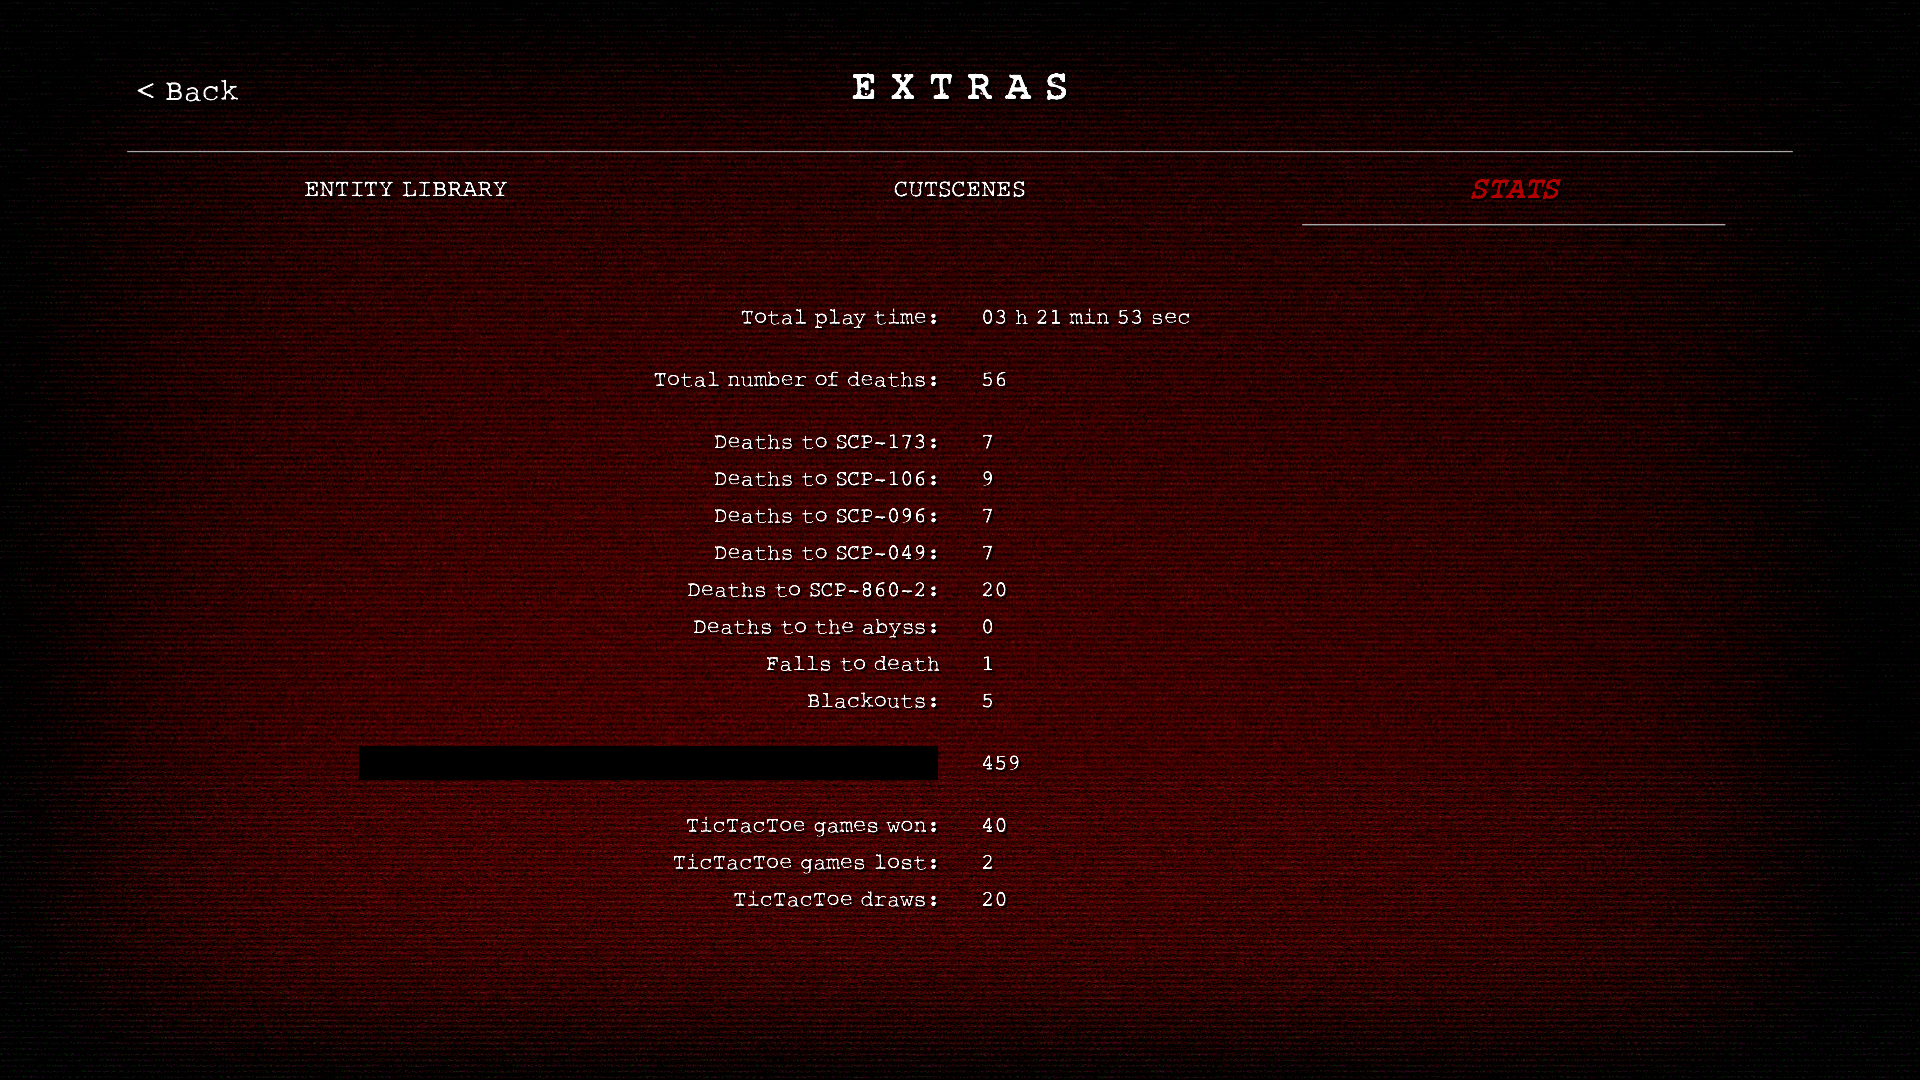 < Back
EXTRAS
ENTITY LIBRARY
CUTSCENES
STATS
Total play time: 03 h 21 min 53 sec
Total number of deaths: 56
Deaths to SCP-173: 7
Deaths to SCP-106: 9
Deaths to SCP-096: 7
Deaths to SCP-049: 7
Deaths to SCP-860-2: 20
Deaths to the abyss: 0
Falls to death 1
Blackouts: 5
459
TicTacToe games won: 40
TicTacToe games lost: 2
TicTacToe draws: 20